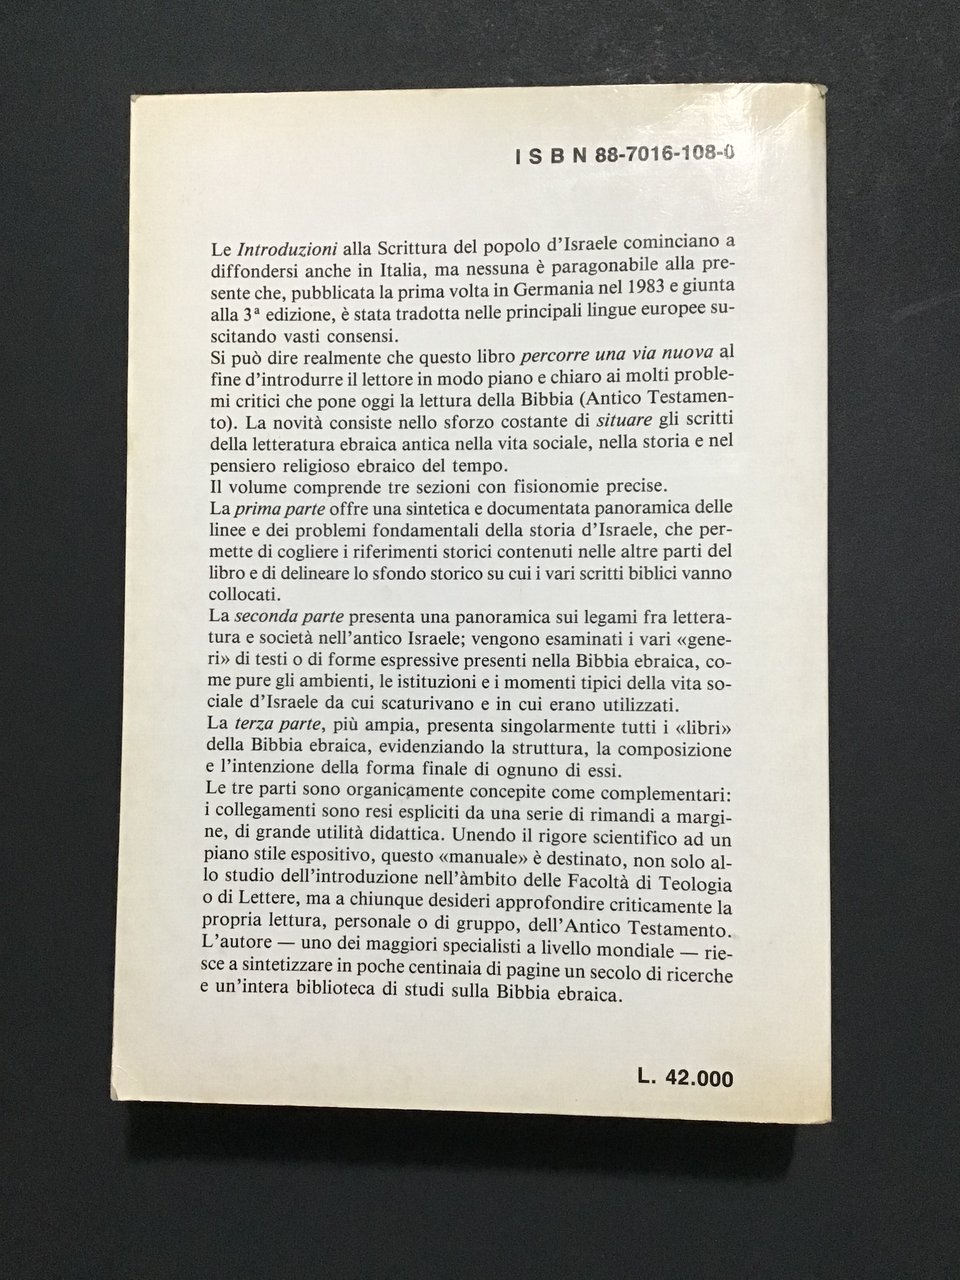 ISBN 88-7016-108-0
Le Introduzioni alla Scrittura del popolo d'Israele cominciano a
diffondersi anche in Italia, ma nessuna è paragonabile alla pre-
sente che, pubblicata la prima volta in Germania nel 1983 e giunta
alla 3ª edizione, è stata tradotta nelle principali lingue europee su-
scitando vasti consensi.
Si può dire realmente che questo libro percorre una via nuova al
fine d'introdurre il lettore in modo piano e chiaro ai molti proble-
mi critici che pone oggi la lettura della Bibbia (Antico Testamen-
to). La novità consiste nello sforzo costante di situare gli scritti
della letteratura ebraica antica nella vita sociale, nella storia e nel
pensiero religioso ebraico del tempo.
Il volume comprende tre sezioni con fisionomie precise.
La prima parte offre una sintetica e documentata panoramica delle
linee e dei problemi fondamentali della storia d'Israele, che per-
mette di cogliere i riferimenti storici contenuti nelle altre parti del
libro e di delineare lo sfondo storico su cui i vari scritti biblici vanno
collocati.
La seconda parte presenta una panoramica sui legami fra lettera-
tura e società nell'antico Israele; vengono esaminati i vari «gene-
ri» di testi o di forme espressive presenti nella Bibbia ebraica, co-
me pure gli ambienti, le istituzioni e i momenti tipici della vita so-
ciale d'Israele da cui scaturivano e in cui erano utilizzati.
La terza parte, più ampia, presenta singolarmente tutti i «libri»
della Bibbia ebraica, evidenziando la struttura, la composizione
e l'intenzione della forma finale di ognuno di essi.
Le tre parti sono organicamente concepite come complementari:
i collegamenti sono resi espliciti da una serie di rimandi a margi-
ne, di grande utilità didattica. Unendo il rigore scientifico ad un
piano stile espositivo, questo «manuale» è destinato, non solo al-
lo studio dell'introduzione nell'àmbito delle Facoltà di Teologia
o di Lettere, ma a chiunque desideri approfondire criticamente la
propria lettura, personale o di gruppo, dell'Antico Testamento.
L'autore — uno dei maggiori specialisti a livello mondiale — rie-
sce a sintetizzare in poche centinaia di pagine un secolo di ricerche
e un'intera biblioteca di studi sulla Bibbia ebraica.
L. 42.000